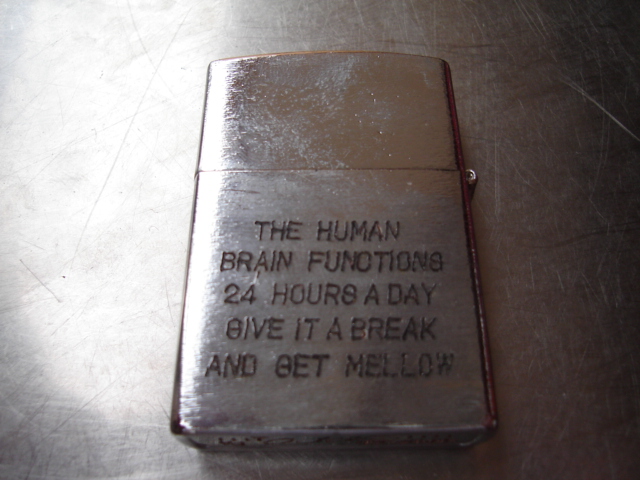 THE HUMAN
BRAIN FUNCTIONS
24 HOURS A DAY
GIVE IT A BREAK
AND GET MELLOW